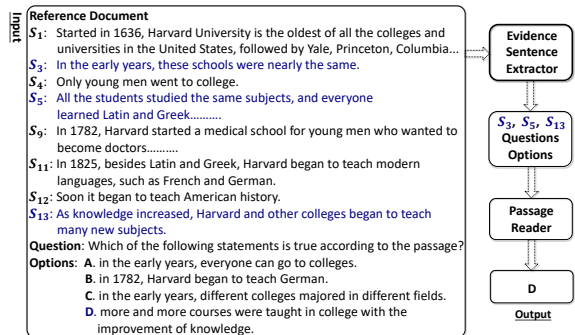 Input
Reference Document
S1: Started in 1636, Harvard University is the oldest of all the colleges and
universities in the United States, followed by Yale, Princeton, Columbia...
S3: In the early years, these schools were nearly the same.
S4: Only young men went to college.
S5: All the students studied the same subjects, and everyone
learned Latin and Greek..........
S9: In 1782, Harvard started a medical school for young men who wanted to
become doctors..........
S11: In 1825, besides Latin and Greek, Harvard began to teach modern
languages, such as French and German.
S12: Soon it began to teach American history.
S13: As knowledge increased, Harvard and other colleges began to teach
many new subjects.
Question: Which of the following statements is true according to the passage?
Options: A. in the early years, everyone can go to colleges.
B. in 1782, Harvard began to teach German.
C. in the early years, different colleges majored in different fields.
D. more and more courses were taught in college with the
improvement of knowledge.
Evidence
Sentence
Extractor
S3, S5, S13
Questions
Options
Passage
Reader
D
Output